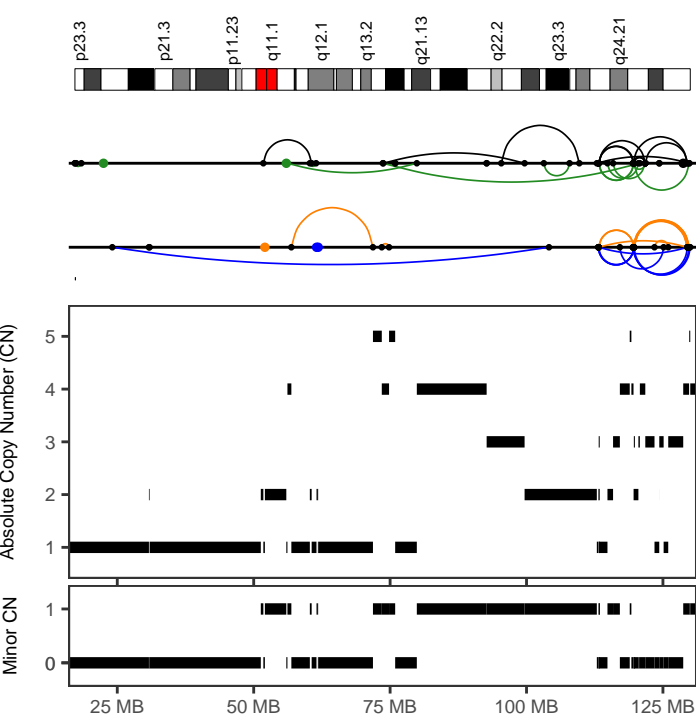 p23.3 p21.3 p11.23 q11.1 q12.1 q13.2 q21.13 q22.2 q23.3 q24.21
'
Absolute Copy Number (CN)
5
4
3
2
1
Minor CN
1
0
25 MB 50 MB 75 MB 100 MB 125 MB